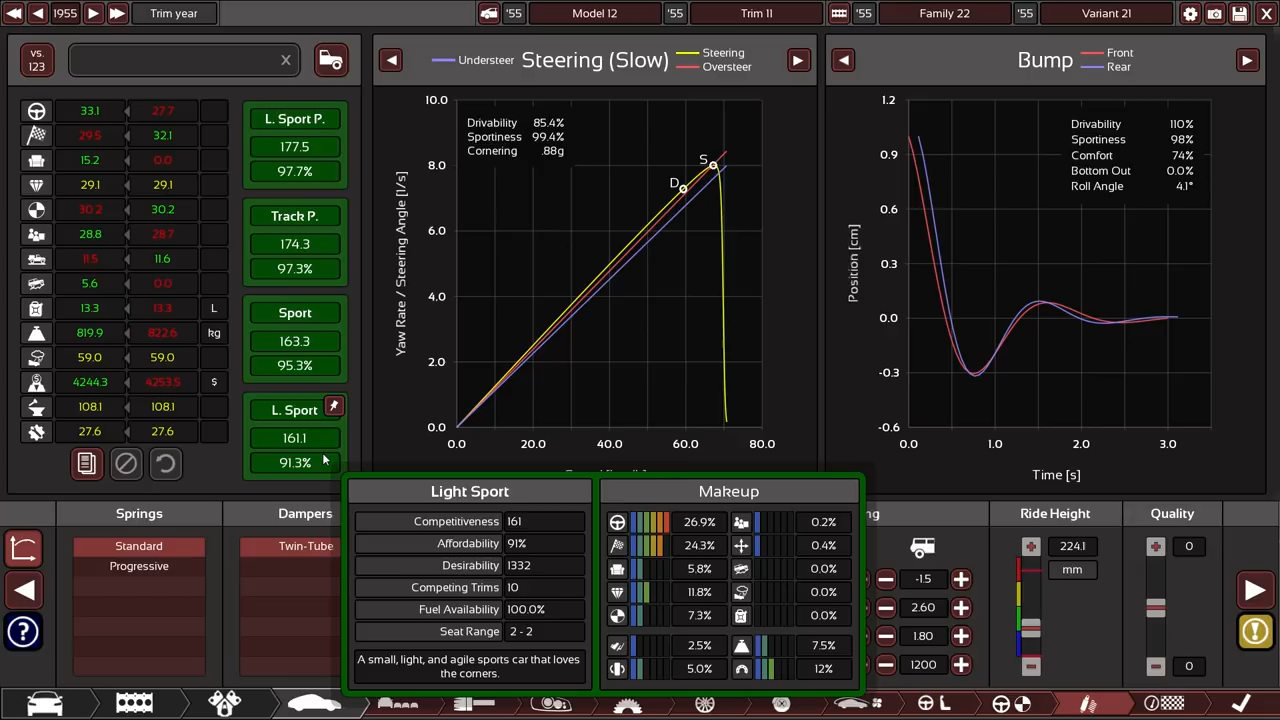 1955
Trim year
'55
Model 12
'55
Trim 11
'55
Family 22
'55
Variant 21
vs.
123
X
Understeer
Steering (Slow)
Steering
Oversteer
Bump
Front
Rear
33.1
27.7
29.5
32.1
15.2
0.0
29.1
29.1
30.2
30.2
28.8
28.7
11.5
11.6
5.6
0.0
13.3
13.3
L
819.9
822.6
kg
59.0
59.0
4244.3
4253.5
$
108.1
108.1
27.6
27.6
L. Sport P.
177.5
97.7%
Track P.
174.3
97.3%
Sport
163.3
95.3%
L. Sport
161.1
91.3%
10.0
8.0
6.0
4.0
2.0
0.0
Yaw Rate / Steering Angle [1/s]
Drivability 85.4%
Sportiness 99.4%
Cornering .88g
S
D
0.0 20.0 40.0 60.0 80.0
1.2
0.9
0.6
0.3
0.0
-0.3
-0.6
Position [cm]
Drivability 110%
Sportiness 98%
Comfort 74%
Bottom Out 0.0%
Roll Angle 4.1°
0.0 1.0 2.0 3.0
Time [s]
Springs
Standard
Progressive
Dampers
Twin-Tube
Light Sport
Competitiveness 161
Affordability 91%
Desirability 1332
Competing Trims 10
Fuel Availability 100.0%
Seat Range 2 - 2
A small, light, and agile sports car that loves
the corners.
Makeup
26.9% 0.2%
24.3% 0.4%
5.8% 0.0%
11.8% 0.0%
7.3% 0.0%
2.5% 7.5%
5.0% 12%
ng
-1.5
2.60
1.80
1200
Ride Height
224.1
mm
Quality
0
0
?